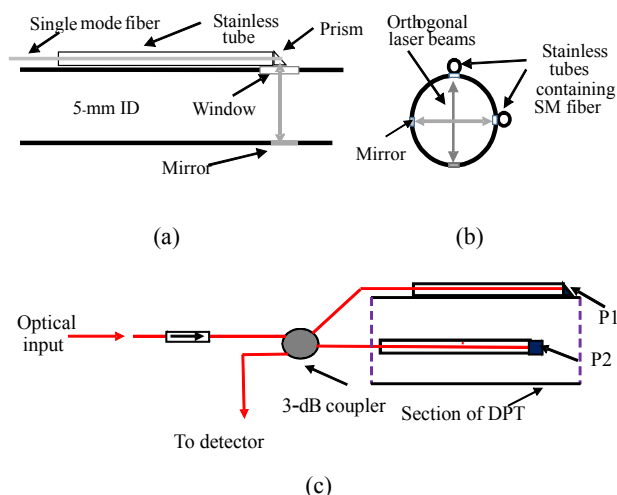 Single mode fiber
Stainless
tube
Prism
Window
5-mm ID
Mirror
(a)
Orthogonal
laser beams
Stainless
tubes
containing
SM fiber
Mirror
(b)
Optical
input
3-dB coupler
To detector
P1
P2
Section of DPT
(c)